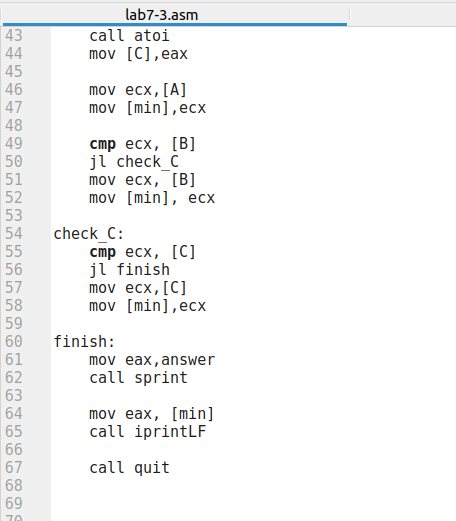 lab7-3.asm
43 call atoi
44 mov [C],eax
45
46 mov ecx,[A]
47 mov [min],ecx
48
49 cmp ecx, [B]
50 jl check_C
51 mov ecx, [B]
52 mov [min], ecx
53
54 check_C:
55 cmp ecx, [C]
56 jl finish
57 mov ecx,[C]
58 mov [min],ecx
59
60 finish:
61 mov eax,answer
62 call sprint
63
64 mov eax, [min]
65 call iprintLF
66
67 call quit
68
69
70